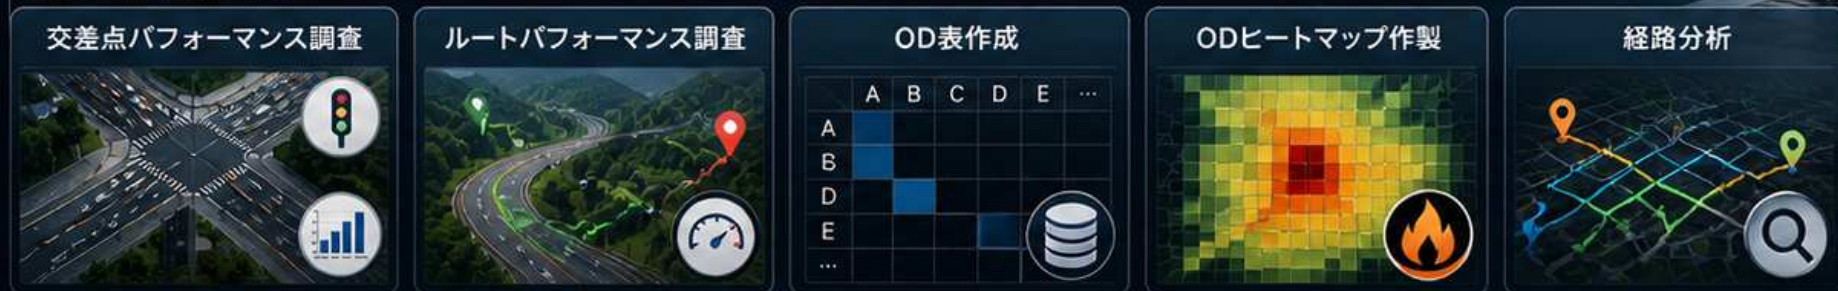 交差点パフォーマンス調査
ルートパフォーマンス調査
OD表作成
A B C D E …
A
B
D
E
…
ODヒートマップ作製
経路分析